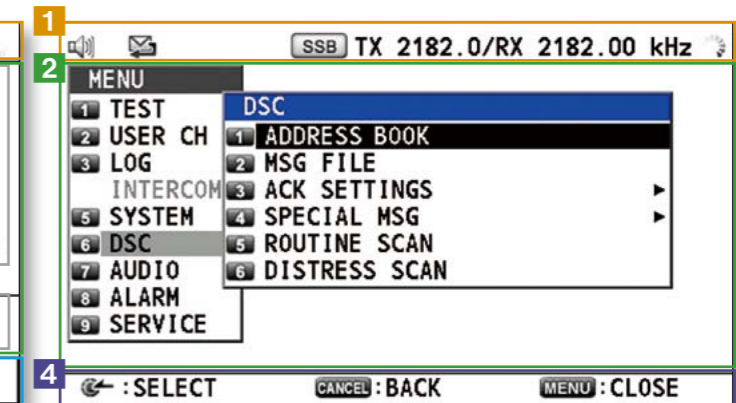 1
SSB TX 2182.0/RX 2182.00 kHz
2
MENU
1 TEST
2 USER CH
3 LOG
INTERCOM
5 SYSTEM
6 DSC
7 AUDIO
8 ALARM
9 SERVICE
DSC
1 ADDRESS BOOK
2 MSG FILE
3 ACK SETTINGS ▶
4 SPECIAL MSG ▶
5 ROUTINE SCAN
6 DISTRESS SCAN
4
:SELECT CANCEL:BACK MENU:CLOSE